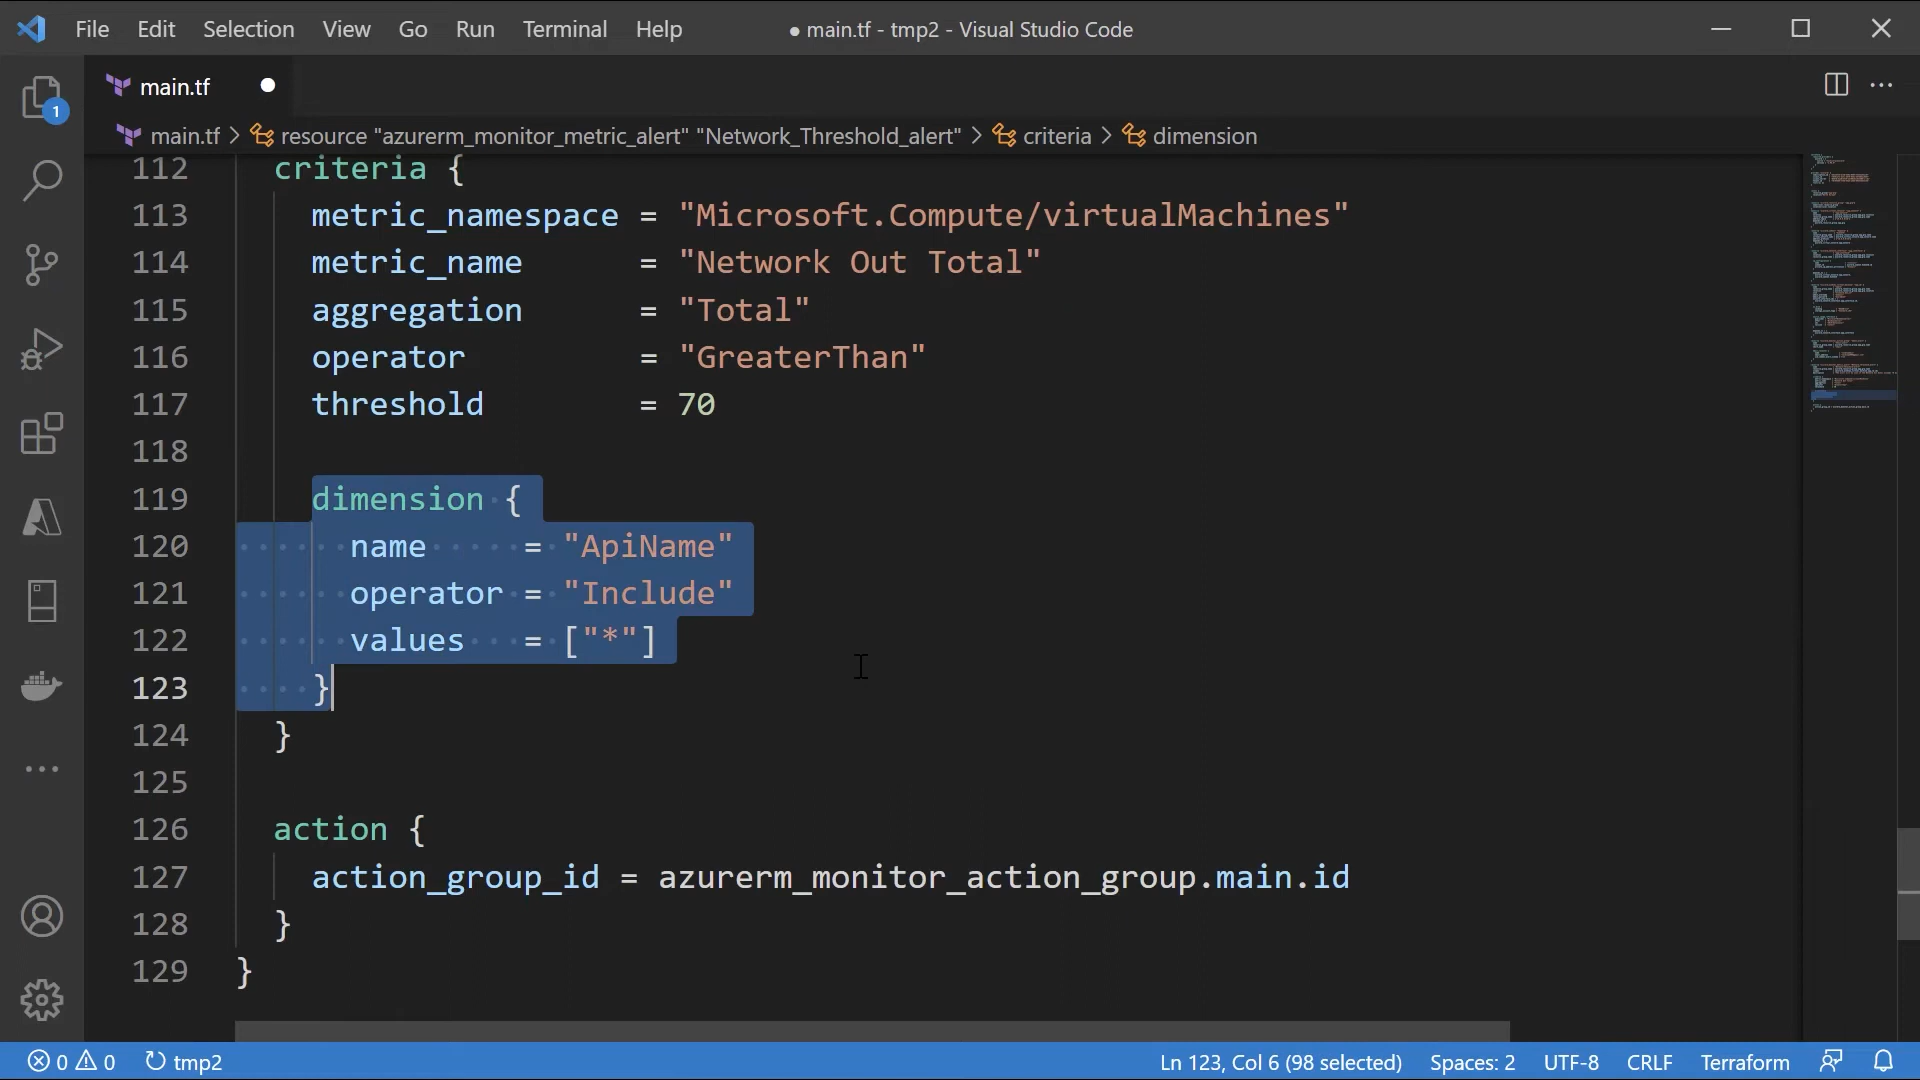 File Edit Selection View Go Run Terminal Help ● main.tf - tmp2 - Visual Studio Code
1
main.tf
main.tf > resource "azurerm_monitor_metric_alert" "Network_Threshold_alert" > criteria > dimension
112 criteria {
113 metric_namespace = "Microsoft.Compute/virtualMachines"
114 metric_name = "Network Out Total"
115 aggregation = "Total"
116 operator = "GreaterThan"
117 threshold = 70
118
119 dimension {
120 name = "ApiName"
121 operator = "Include"
122 values = ["*"]
123 }
124 }
125
126 action {
127 action_group_id = azurerm_monitor_action_group.main.id
128 }
129 }
0 0 tmp2 Ln 123, Col 6 (98 selected) Spaces: 2 UTF-8 CRLF Terraform